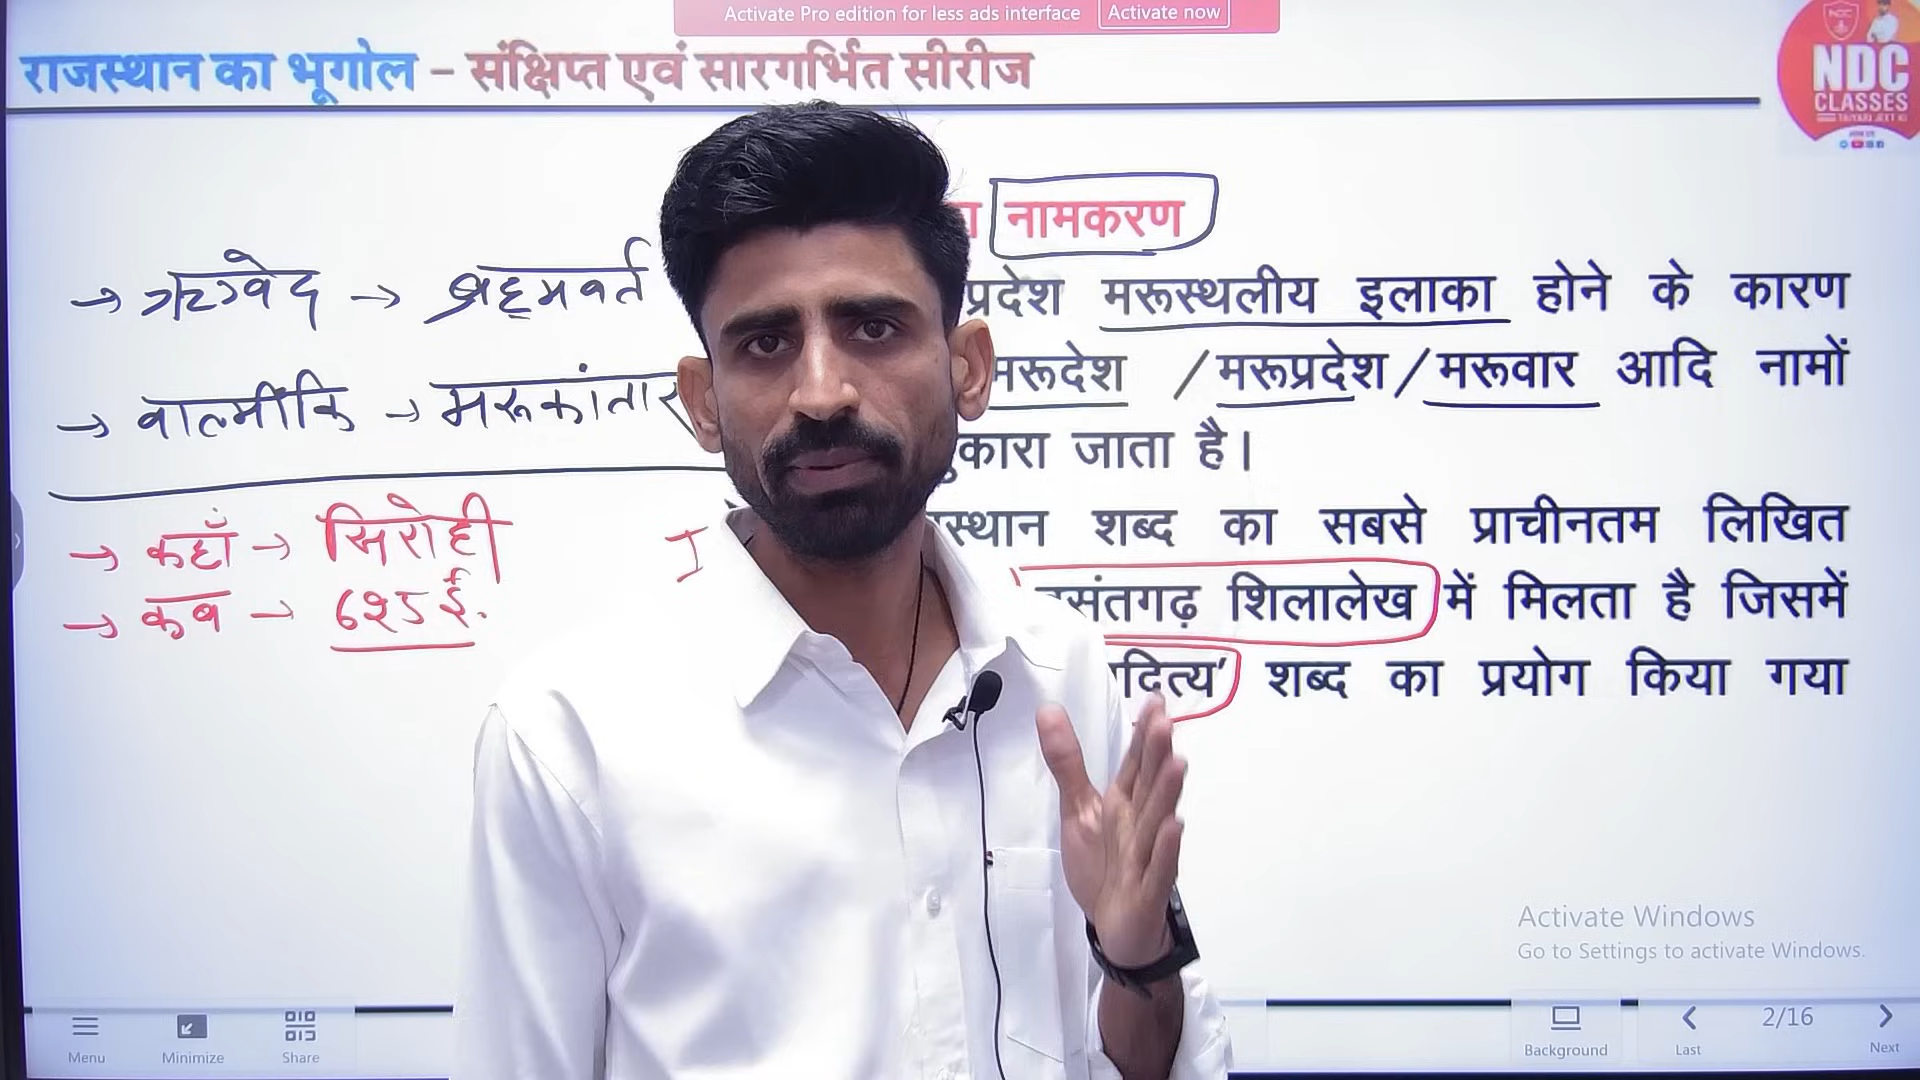 Activate Pro edition for less ads interface Activate now
राजस्थान का भूगोल – संक्षिप्त एवं सारगर्भित सीरीज
NDC
CLASSES
नामकरण
→ ऋग्वेद → ब्रह्मवर्त
प्रदेश मरूस्थलीय इलाका होने के कारण
→ वाल्मीकि → मरूकांतार
मरूदेश / मरूप्रदेश / मरूवार आदि नामों
कारा जाता है।
→ कहाँ → सिरोही
स्थान शब्द का सबसे प्राचीनतम लिखित
→ कब → 625 ई.
संतगढ़ शिलालेख में मिलता है जिसमें
दित्य’ शब्द का प्रयोग किया गया
Activate Windows
Go to Settings to activate Windows.
Menu Minimize Share Background Last 2/16 Next